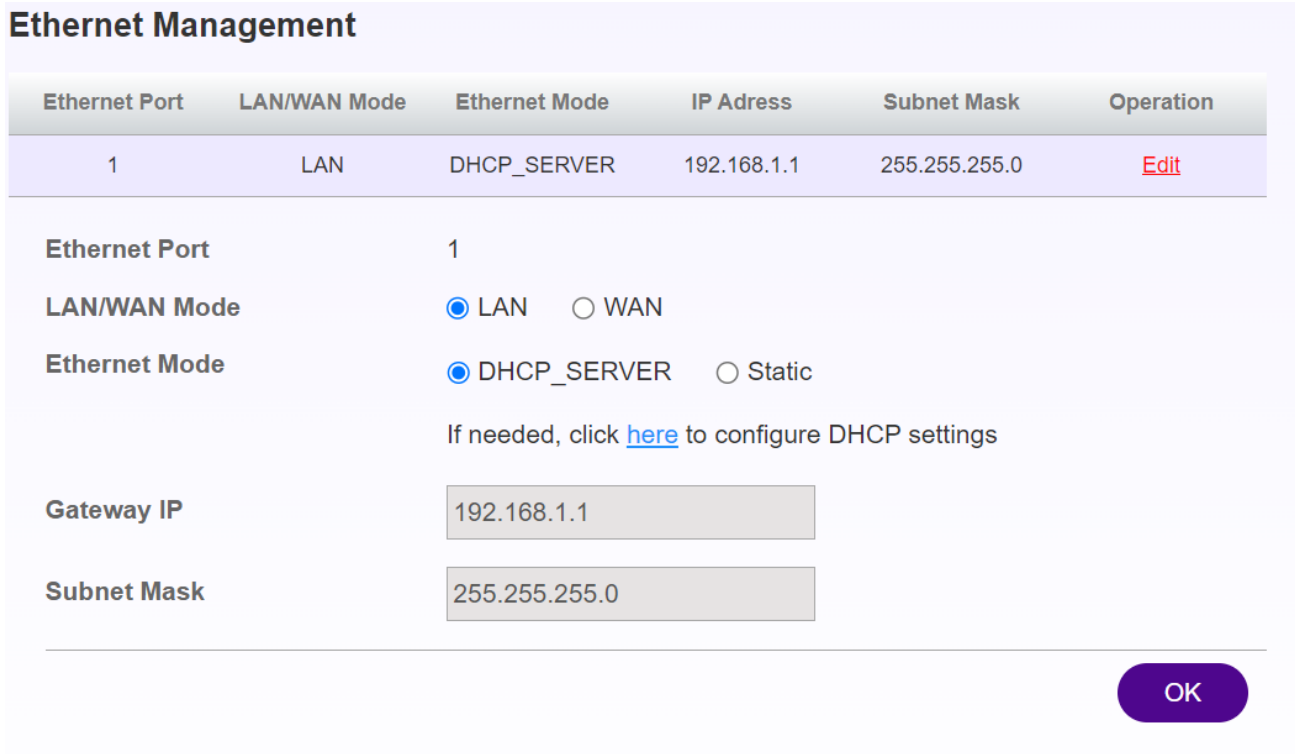 Ethernet Management
Ethernet Port LAN/WAN Mode Ethernet Mode IP Adress Subnet Mask Operation
1 LAN DHCP_SERVER 192.168.1.1 255.255.255.0 Edit
Ethernet Port 1
LAN/WAN Mode LAN WAN
Ethernet Mode DHCP_SERVER Static
If needed, click here to configure DHCP settings
Gateway IP 192.168.1.1
Subnet Mask 255.255.255.0
OK